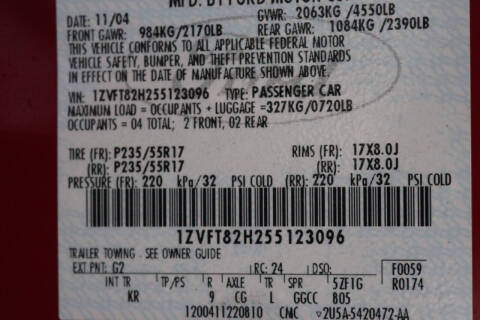 MFD. BY FORD MOTOR CO.
DATE: 11/04 GVWR: 2063KG/4550LB
FRONT GAWR: 984KG/2170LB REAR GAWR: 1084KG/2390LB
THIS VEHICLE CONFORMS TO ALL APPLICABLE FEDERAL MOTOR
VEHICLE SAFETY, BUMPER, AND THEFT PREVENTION STANDARDS
IN EFFECT ON THE DATE OF MANUFACTURE SHOWN ABOVE.
VIN: 1ZVFT82H255123096 TYPE: PASSENGER CAR
MAXIMUM LOAD = OCCUPANTS + LUGGAGE = 327KG/0720LB
OCCUPANTS = 04 TOTAL; 2 FRONT, 02 REAR
TIRE (FR): P235/55R17 RIMS (FR): 17X8.0J
(RR): P235/55R17 (RR): 17X8.0J
PRESSURE (FR): 220 kPa/32 PSI COLD (RR): 220 kPa/32 PSI COLD
1ZVFT82H255123096
TRAILER TOWING - SEE OWNER GUIDE
EXT PNT: G2 RC: 24 DSO: F0059
INT TR TP/PS R AXLE TR SPR 5ZF1G R0174
KR 9 CG L GGCC 805
1200411220810 CMC 2U5A-5420472-AA